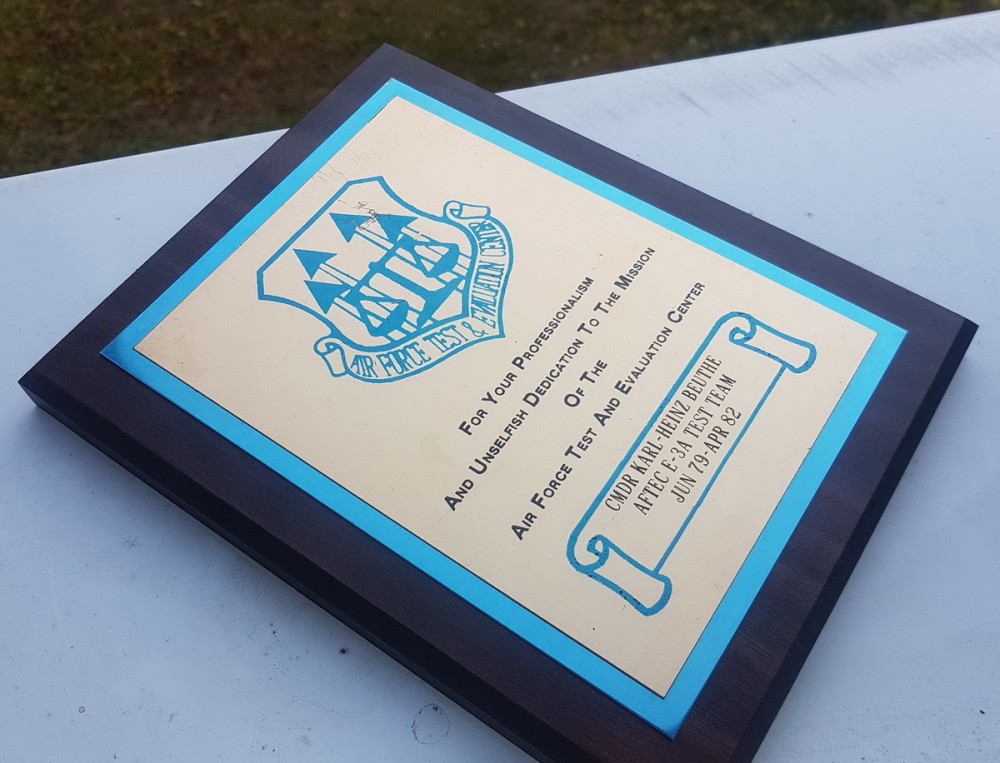 AIR FORCE TEST & EVALUATION CENTER
FOR YOUR PROFESSIONALISM
AND UNSELFISH DEDICATION TO THE MISSION
OF THE
AIR FORCE TEST AND EVALUATION CENTER
CMDR KARL-HEINZ BEUTHE
AFTEC E-3A TEST TEAM
JUN 79-APR 82